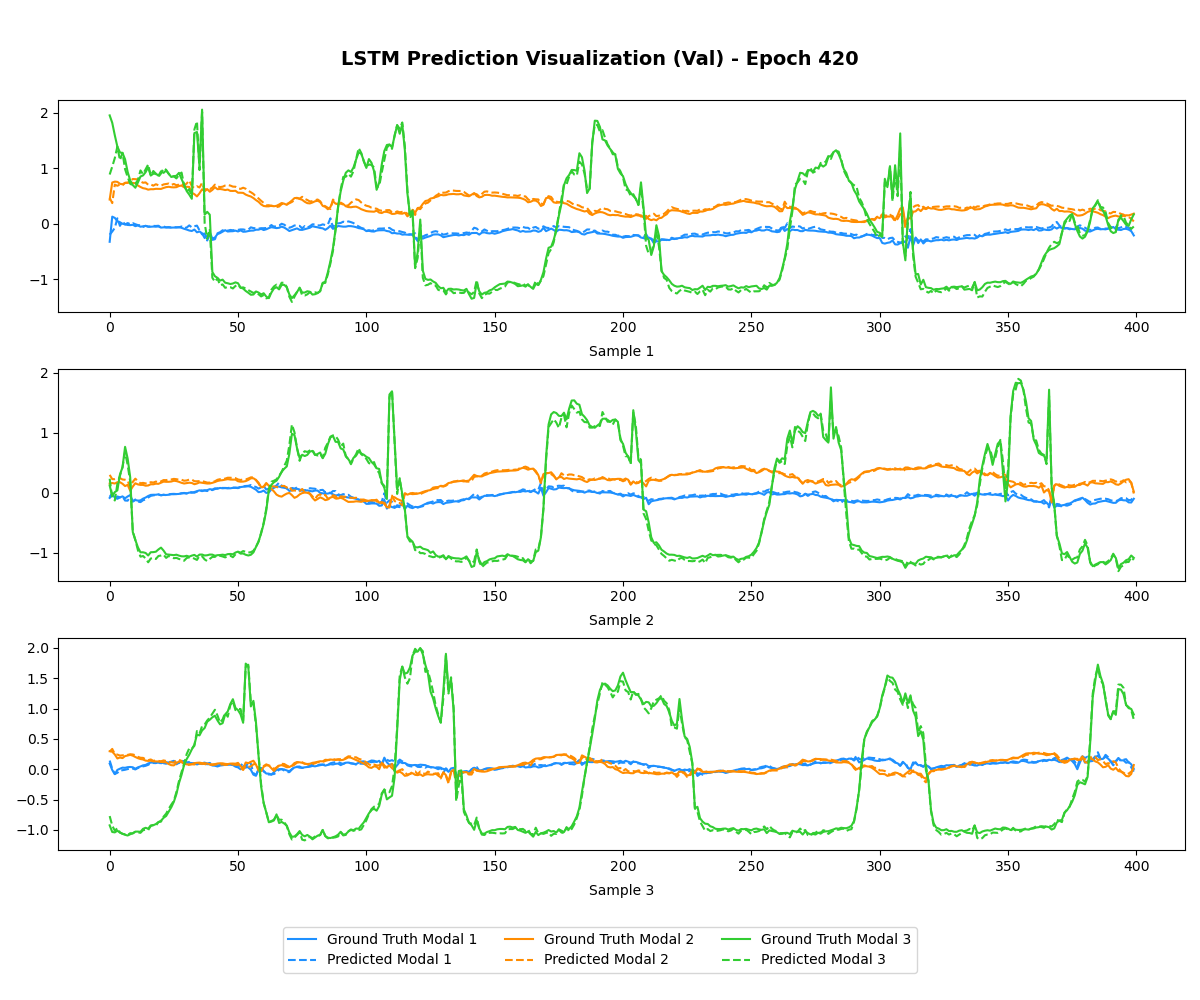 LSTM Prediction Visualization (Val) - Epoch 420
2
1
0
−1
0 50 100 150 200 250 300 350 400
Sample 1
2
1
0
−1
0 50 100 150 200 250 300 350 400
Sample 2
2.0
1.5
1.0
0.5
0.0
−0.5
−1.0
0 50 100 150 200 250 300 350 400
Sample 3
Ground Truth Modal 1 Ground Truth Modal 2 Ground Truth Modal 3
Predicted Modal 1 Predicted Modal 2 Predicted Modal 3